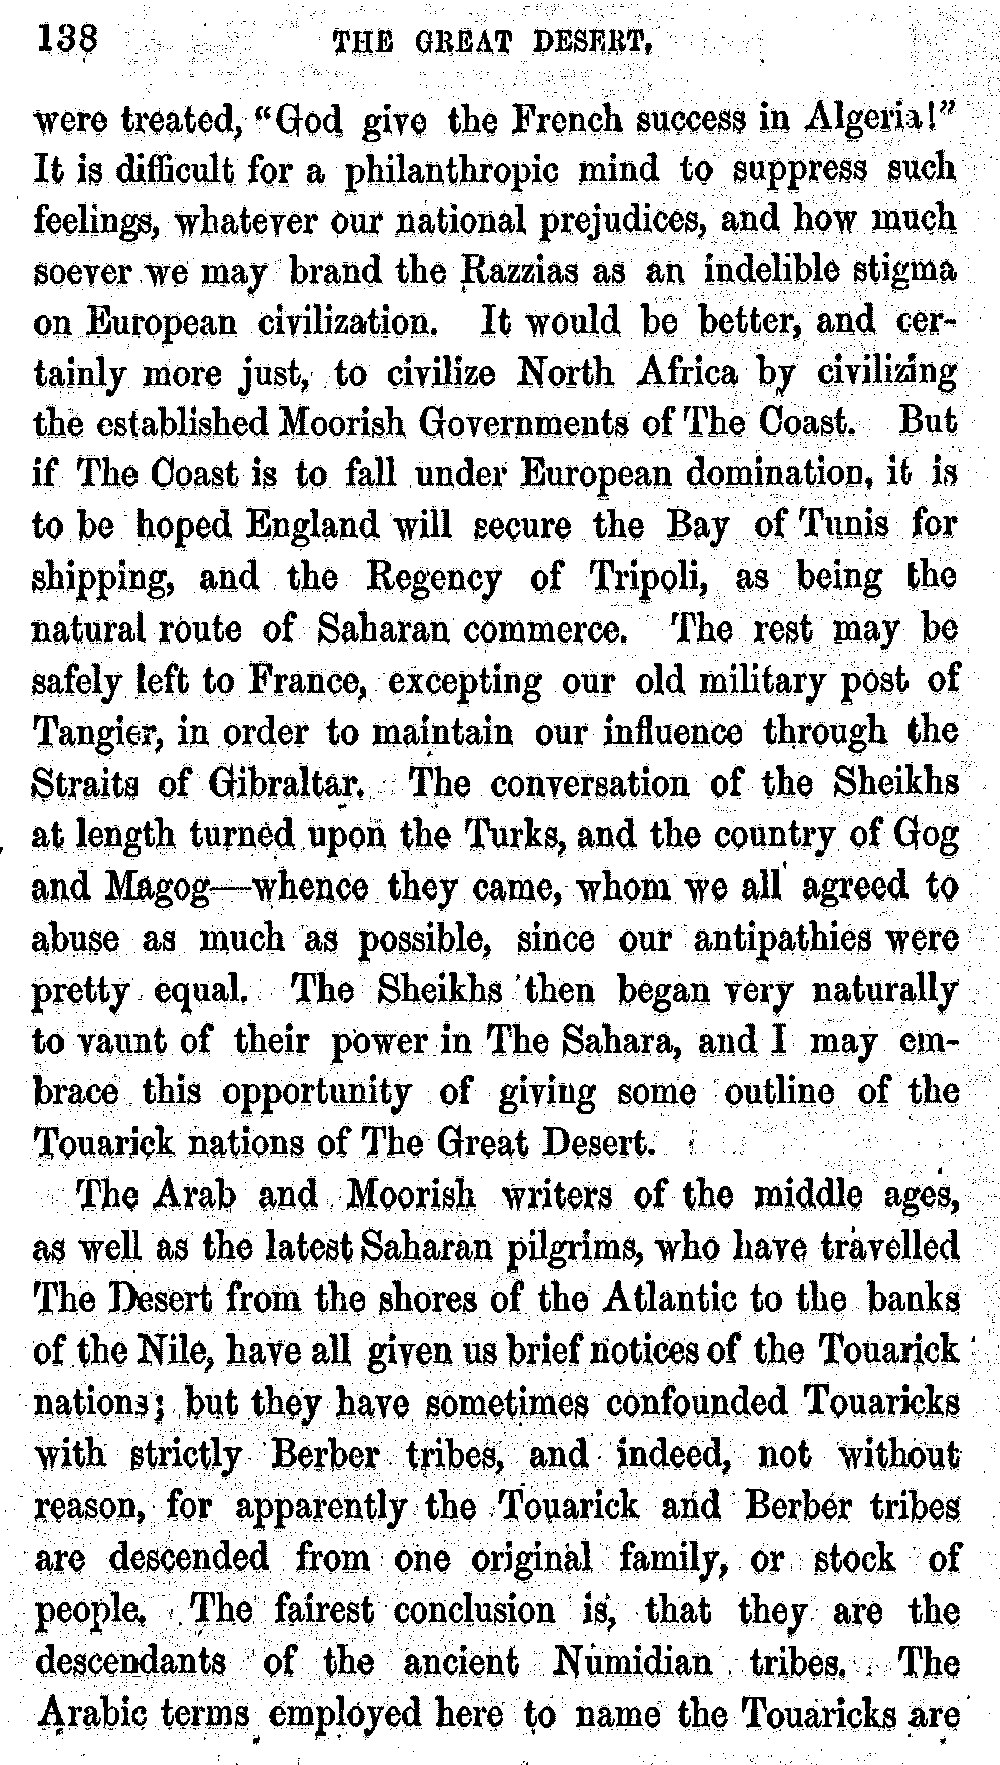 138 THE GREAT DESERT.
were treated, "God give the French success in Algeria!"
It is difficult for a philanthropic mind to suppress such
feelings, whatever our national prejudices, and how much
soever we may brand the Razzias as an indelible stigma
on European civilization. It would be better, and cer-
tainly more just, to civilize North Africa by civilizing
the established Moorish Governments of The Coast. But
if The Coast is to fall under European domination, it is
to be hoped England will secure the Bay of Tunis for
shipping, and the Regency of Tripoli, as being the
natural route of Saharan commerce. The rest may be
safely left to France, excepting our old military post of
Tangier, in order to maintain our influence through the
Straits of Gibraltar. The conversation of the Sheikhs
at length turned upon the Turks, and the country of Gog
and Magog—whence they came, whom we all agreed to
abuse as much as possible, since our antipathies were
pretty equal. The Sheikhs then began very naturally
to vaunt of their power in The Sahara, and I may em-
brace this opportunity of giving some outline of the
Touarick nations of The Great Desert.
The Arab and Moorish writers of the middle ages,
as well as the latest Saharan pilgrims, who have travelled
The Desert from the shores of the Atlantic to the banks
of the Nile, have all given us brief notices of the Touarick
nations; but they have sometimes confounded Touaricks
with strictly Berber tribes, and indeed, not without
reason, for apparently the Touarick and Berber tribes
are descended from one original family, or stock of
people. The fairest conclusion is, that they are the
descendants of the ancient Numidian tribes. The
Arabic terms employed here to name the Touaricks are